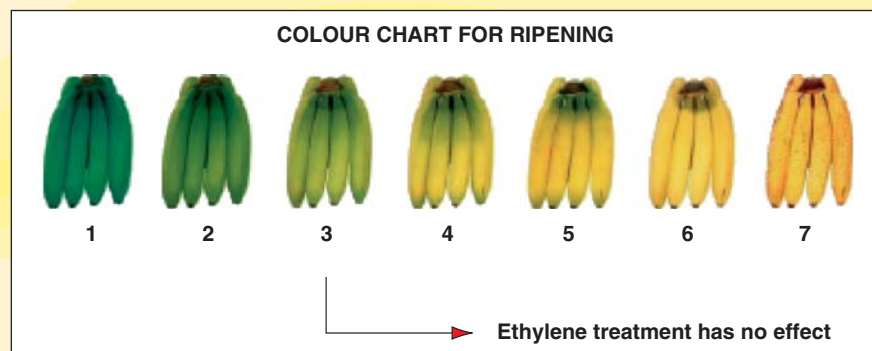 COLOUR CHART FOR RIPENING
1 2 3 4 5 6 7
Ethylene treatment has no effect